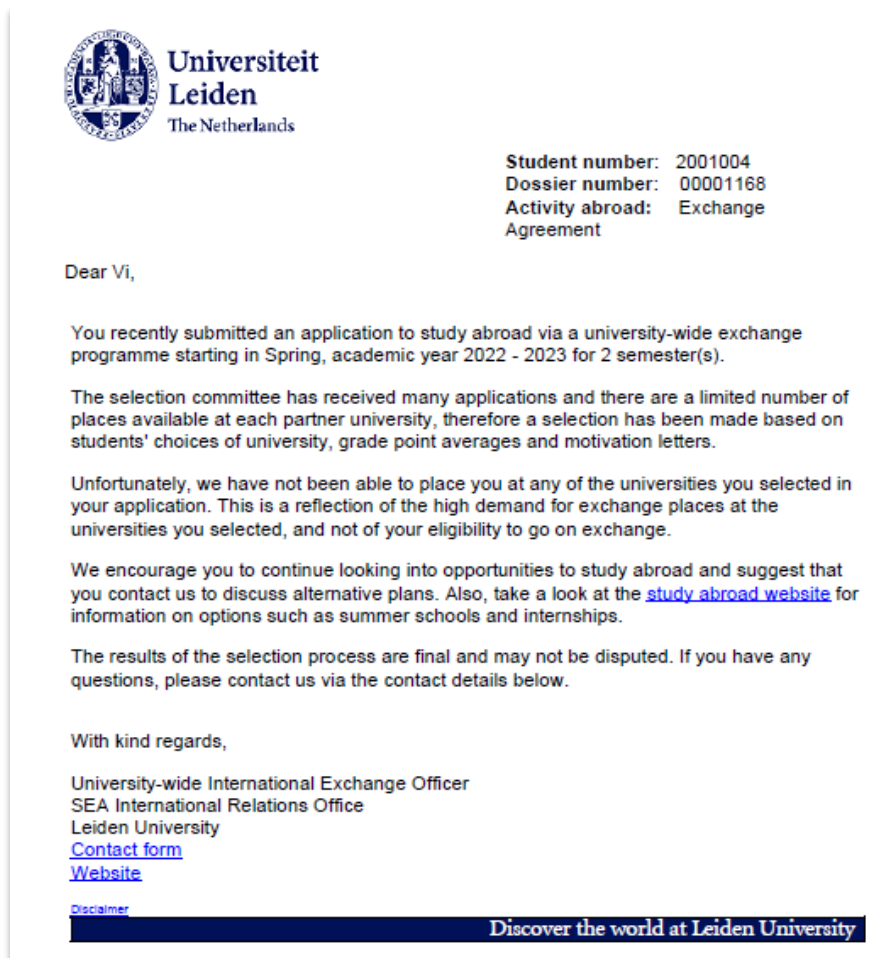 Universiteit
Leiden
The Netherlands
Student number: 2001004
Dossier number: 00001168
Activity abroad: Exchange
Agreement
Dear Vi,
You recently submitted an application to study abroad via a university-wide exchange
programme starting in Spring, academic year 2022 - 2023 for 2 semester(s).
The selection committee has received many applications and there are a limited number of
places available at each partner university, therefore a selection has been made based on
students' choices of university, grade point averages and motivation letters.
Unfortunately, we have not been able to place you at any of the universities you selected in
your application. This is a reflection of the high demand for exchange places at the
universities you selected, and not of your eligibility to go on exchange.
We encourage you to continue looking into opportunities to study abroad and suggest that
you contact us to discuss alternative plans. Also, take a look at the study abroad website for
information on options such as summer schools and internships.
The results of the selection process are final and may not be disputed. If you have any
questions, please contact us via the contact details below.
With kind regards,
University-wide International Exchange Officer
SEA International Relations Office
Leiden University
Contact form
Website
Disclaimer
Discover the world at Leiden University